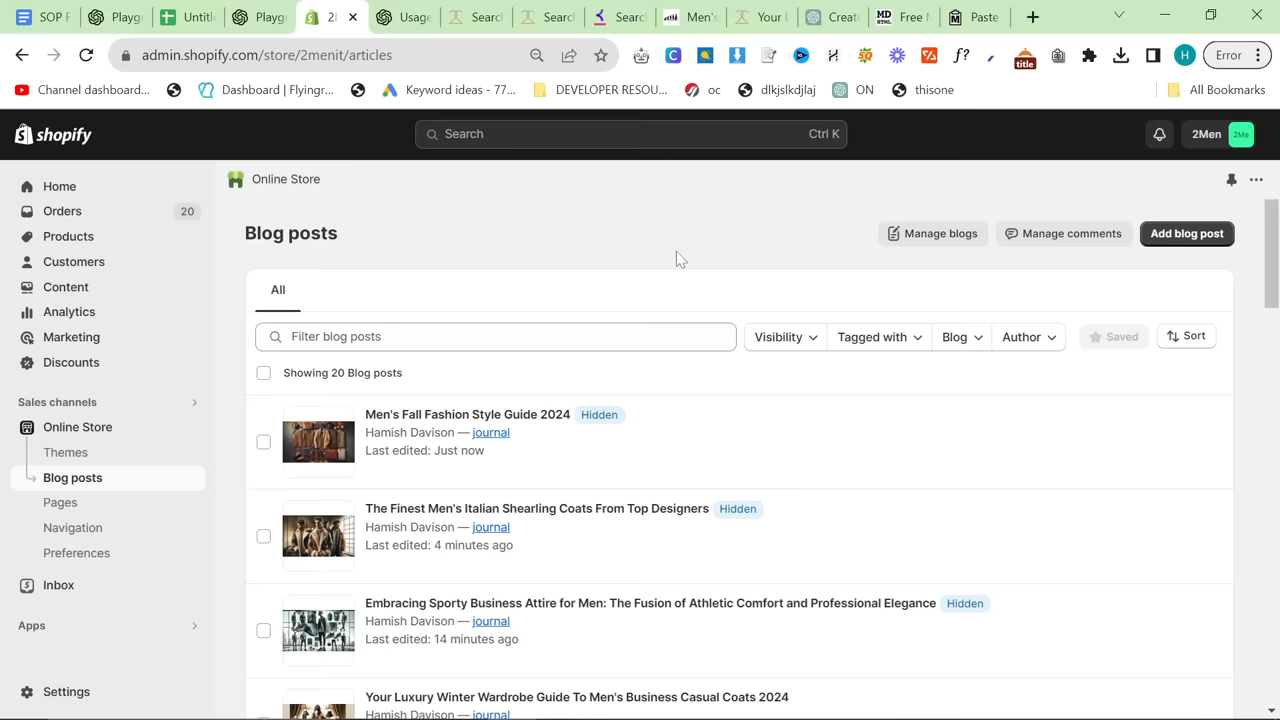 SOP F
Playgr
Untitl
Playgr
2I
Usage
Searc
Searc
Searc
Men's
Your L
Create
Free M
Paste
admin.shopify.com/store/2menit/articles
Error
Channel dashboard...
Dashboard | Flyingr...
Keyword ideas - 77...
DEVELOPER RESOU...
oc
dlkjslkdjlaj
ON
thisone
All Bookmarks
shopify
Search
Ctrl K
2Men
2Me
Home
Orders
20
Products
Customers
Content
Analytics
Marketing
Discounts
Sales channels
Online Store
Themes
Blog posts
Pages
Navigation
Preferences
Inbox
Apps
Settings
Online Store
Blog posts
Manage blogs
Manage comments
Add blog post
All
Filter blog posts
Visibility
Tagged with
Blog
Author
Saved
Sort
Showing 20 Blog posts
Men's Fall Fashion Style Guide 2024 Hidden
Hamish Davison — journal
Last edited: Just now
The Finest Men's Italian Shearling Coats From Top Designers Hidden
Hamish Davison — journal
Last edited: 4 minutes ago
Embracing Sporty Business Attire for Men: The Fusion of Athletic Comfort and Professional Elegance Hidden
Hamish Davison — journal
Last edited: 14 minutes ago
Your Luxury Winter Wardrobe Guide To Men's Business Casual Coats 2024
Hamish Davison — journal